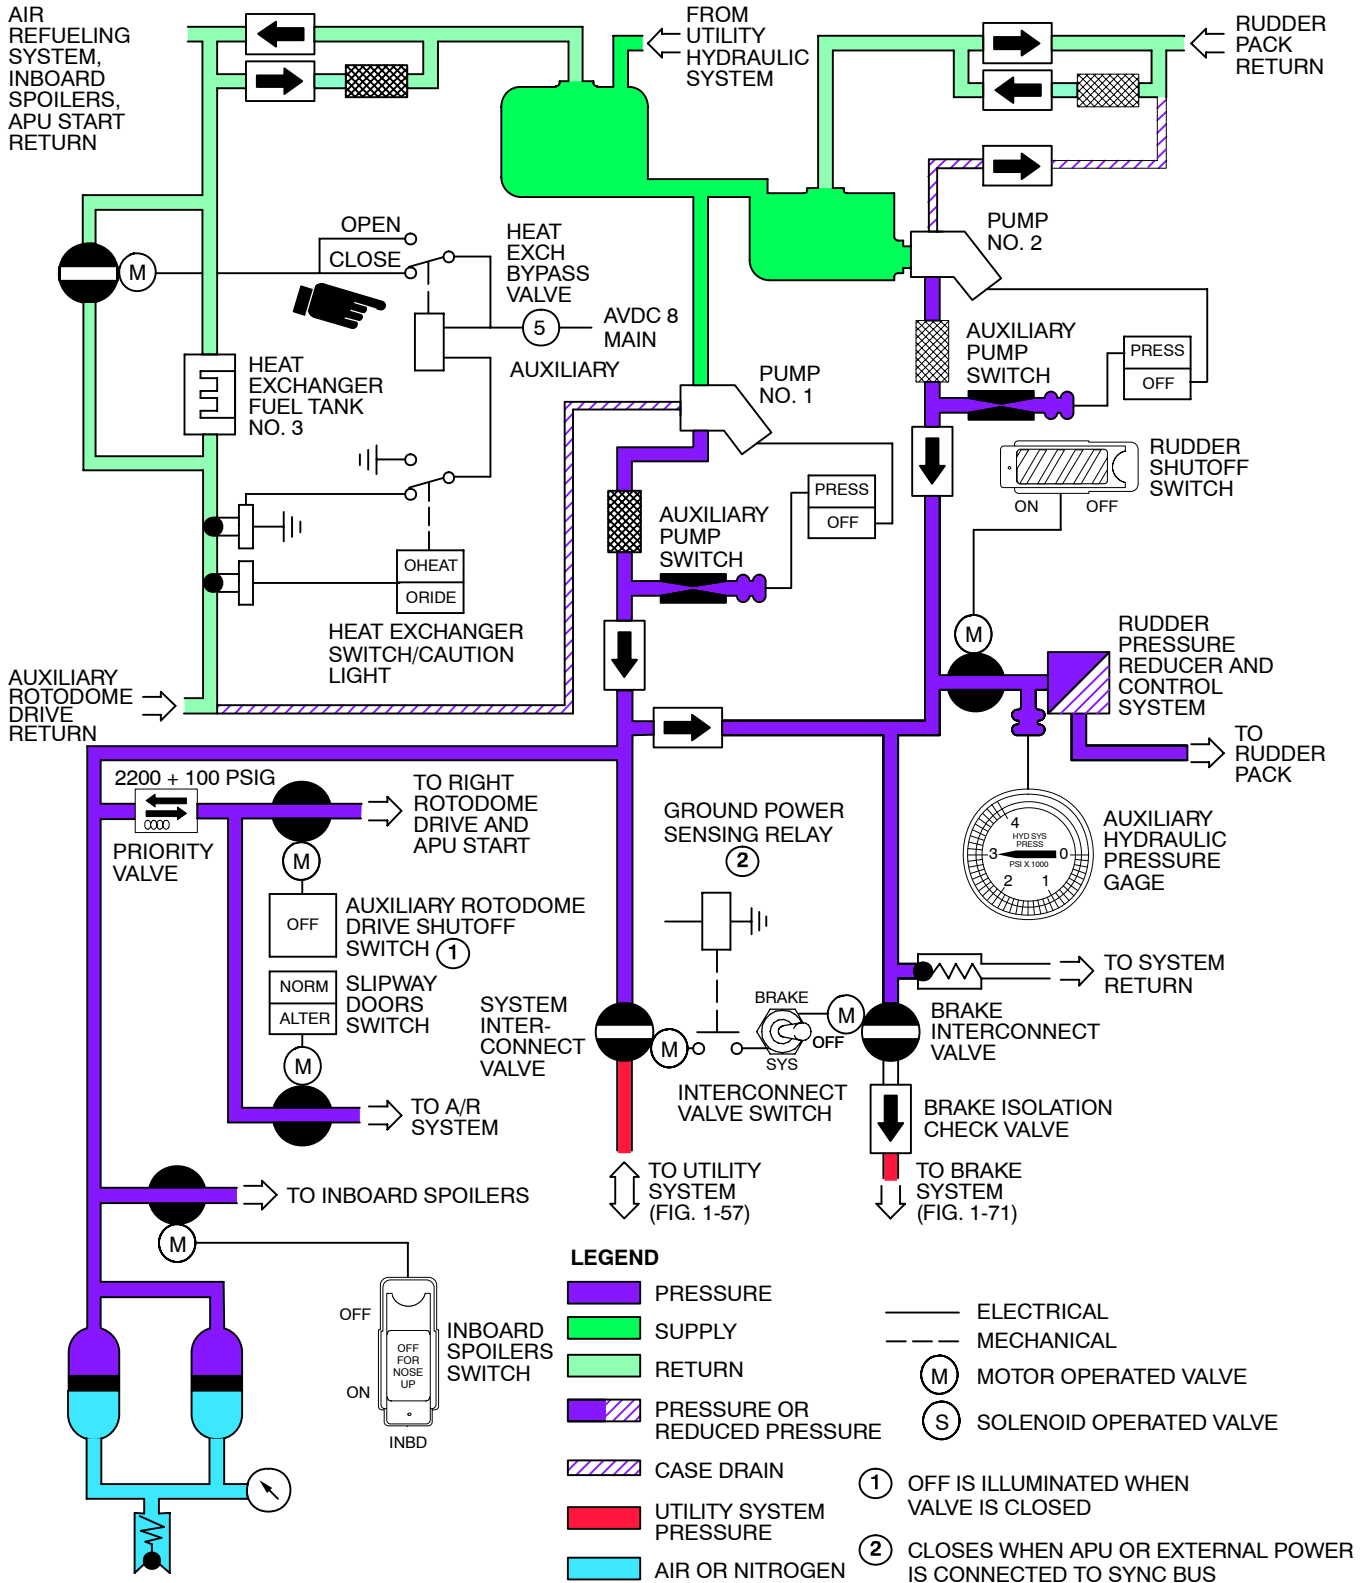 AIR
REFUELING
SYSTEM,
INBOARD
SPOILERS,
APU START
RETURN
FROM
UTILITY
HYDRAULIC
SYSTEM
RUDDER
PACK
RETURN
OPEN
CLOSE
M
HEAT
EXCH
BYPASS
VALVE
5
AVDC 8
MAIN
AUXILIARY
PUMP
NO. 2
HEAT
EXCHANGER
FUEL TANK
NO. 3
PUMP
NO. 1
AUXILIARY
PUMP
SWITCH
PRESS
OFF
RUDDER
SHUTOFF
SWITCH
ON
OFF
PRESS
OFF
AUXILIARY
PUMP
SWITCH
OHEAT
ORIDE
HEAT EXCHANGER
SWITCH/CAUTION
LIGHT
M
RUDDER
PRESSURE
REDUCER AND
CONTROL
SYSTEM
AUXILIARY
ROTODOME
DRIVE
RETURN
TO
RUDDER
PACK
2200 + 100 PSIG
PRIORITY
VALVE
TO RIGHT
ROTODOME
DRIVE AND
APU START
M
GROUND POWER
SENSING RELAY
2
4
HYD SYS
PRESS
3
0
PSI X 1000
2
1
AUXILIARY
HYDRAULIC
PRESSURE
GAGE
OFF
AUXILIARY ROTODOME
DRIVE SHUTOFF
SWITCH 1
NORM
ALTER
SLIPWAY
DOORS
SWITCH
M
TO A/R
SYSTEM
SYSTEM
INTER-
CONNECT
VALVE
M
BRAKE
OFF
SYS
M
INTERCONNECT
VALVE SWITCH
TO SYSTEM
RETURN
BRAKE
INTERCONNECT
VALVE
BRAKE ISOLATION
CHECK VALVE
TO INBOARD SPOILERS
M
TO UTILITY
SYSTEM
(FIG. 1-57)
TO BRAKE
SYSTEM
(FIG. 1-71)
OFF
ON
OFF
FOR
NOSE
UP
INBD
INBOARD
SPOILERS
SWITCH
LEGEND
PRESSURE
SUPPLY
RETURN
PRESSURE OR
REDUCED PRESSURE
CASE DRAIN
UTILITY SYSTEM
PRESSURE
AIR OR NITROGEN
ELECTRICAL
MECHANICAL
M MOTOR OPERATED VALVE
S SOLENOID OPERATED VALVE
1 OFF IS ILLUMINATED WHEN
VALVE IS CLOSED
2 CLOSES WHEN APU OR EXTERNAL POWER
IS CONNECTED TO SYNC BUS